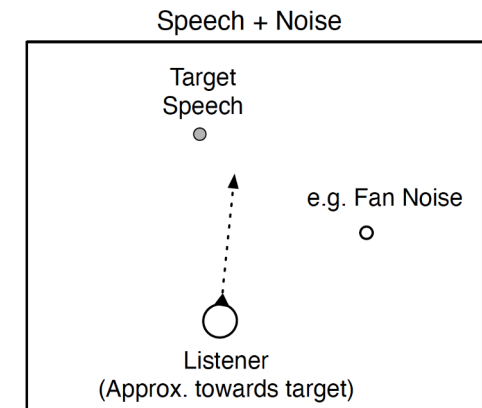 Speech + Noise
Target
Speech
e.g. Fan Noise
Listener
(Approx. towards target)